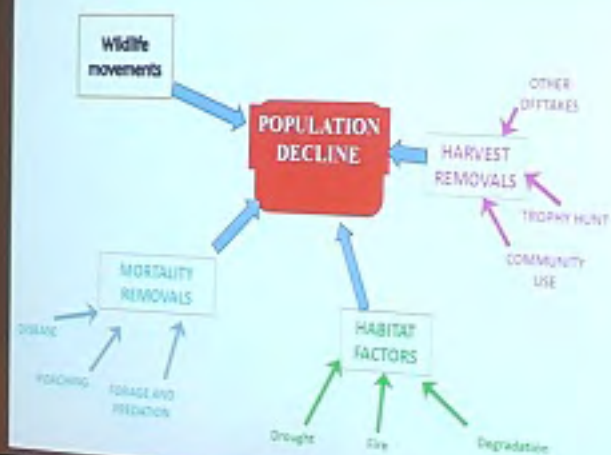 Wildlife
movements
POPULATION
DECLINE
OTHER
OFFTAKES
HARVEST
REMOVALS
TROPHY HUNT
COMMUNITY
USE
MORTALITY
REMOVALS
DISEASE
POACHING
FORAGE AND
PREDATION
HABITAT
FACTORS
Drought
Fire
Degradation